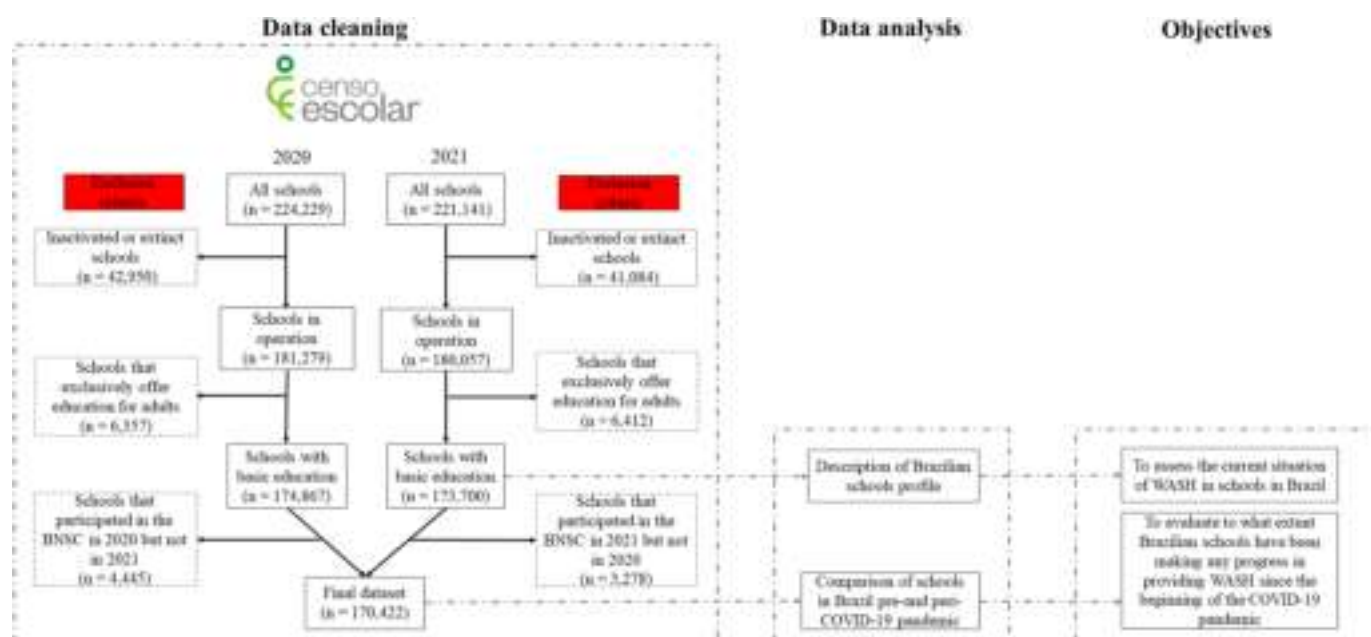 Data cleaning
Data analysis
Objectives
censo
escolar
2020
2021
All schools
(n = 224,229)
All schools
(n = 221,141)
Inactivated or extinct
schools
(n = 42,950)
Inactivated or extinct
schools
(n = 41,084)
Schools in
operation
(n = 181,279)
Schools in
operation
(n = 180,057)
Schools that
exclusively offer
education for adults
(n = 6,357)
Schools that
exclusively offer
education for adults
(n = 6,412)
Schools with
basic education
(n = 174,867)
Schools with
basic education
(n = 173,700)
Description of Brazilian
schools profile
To assess the current situation
of WASH in schools in Brazil
Schools that
participated in the
BNSC in 2020 but not
in 2021
(n = 4,445)
Schools that
participated in the
BNSC in 2021 but not
in 2020
(n = 3,278)
Final dataset
(n = 170,422)
Comparison of schools
in Brazil pre-and pan-
COVID-19 pandemic
To evaluate to what extent
Brazilian schools have been
making any progress in
providing WASH since the
beginning of the COVID-19
pandemic